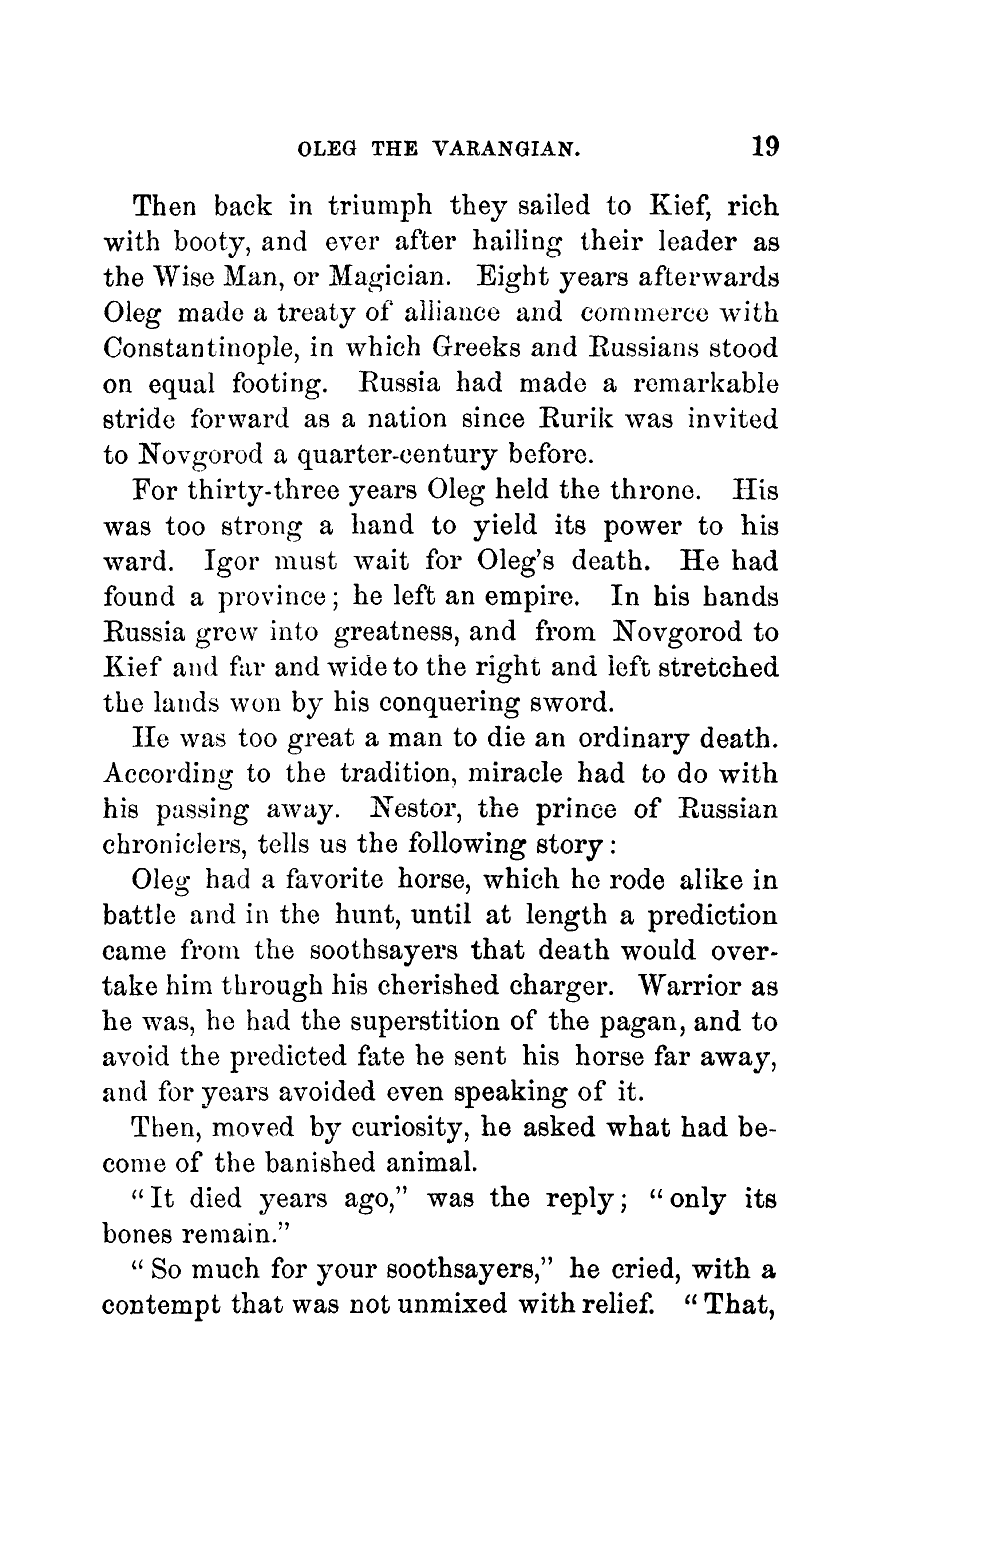 OLEG THE VARANGIAN. 19
Then back in triumph they sailed to Kief, rich
with booty, and ever after hailing their leader as
the Wise Man, or Magician. Eight years afterwards
Oleg made a treaty of alliance and commerce with
Constantinople, in which Greeks and Russians stood
on equal footing. Russia had made a remarkable
stride forward as a nation since Rurik was invited
to Novgorod a quarter-century before.
For thirty-three years Oleg held the throne. His
was too strong a hand to yield its power to his
ward. Igor must wait for Oleg's death. He had
found a province; he left an empire. In his hands
Russia grew into greatness, and from Novgorod to
Kief and far and wide to the right and left stretched
the lands won by his conquering sword.
He was too great a man to die an ordinary death.
According to the tradition, miracle had to do with
his passing away. Nestor, the prince of Russian
chroniclers, tells us the following story:
Oleg had a favorite horse, which he rode alike in
battle and in the hunt, until at length a prediction
came from the soothsayers that death would over-
take him through his cherished charger. Warrior as
he was, he had the superstition of the pagan, and to
avoid the predicted fate he sent his horse far away,
and for years avoided even speaking of it.
Then, moved by curiosity, he asked what had be-
come of the banished animal.
"It died years ago," was the reply; "only its
bones remain."
"So much for your soothsayers," he cried, with a
contempt that was not unmixed with relief. "That,